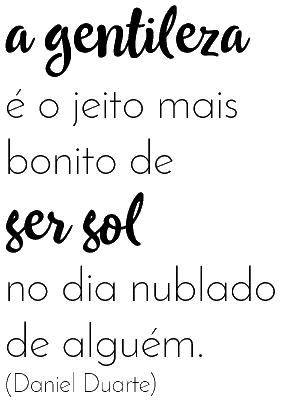 a gentileza
é o jeito mais
bonito de
ser sol
no dia nublado
de alguém.
(Daniel Duarte)